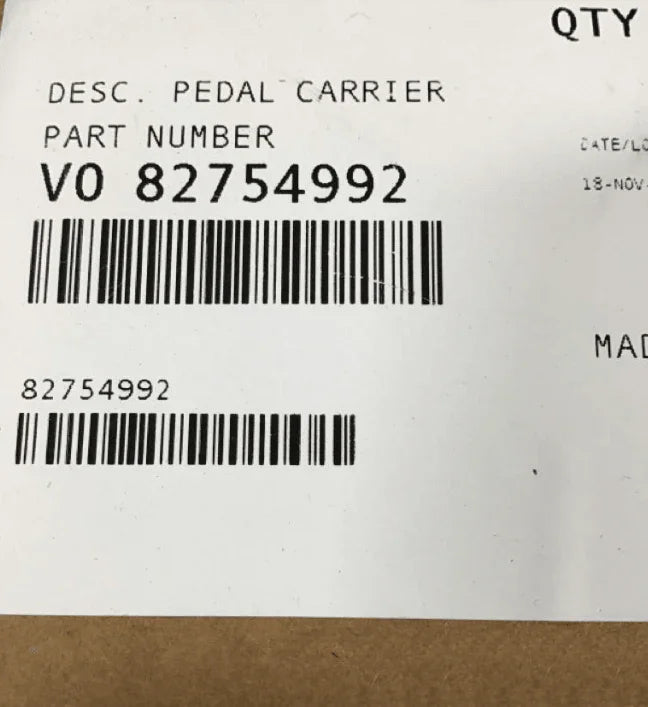 QTY
DESC. PEDAL CARRIER
PART NUMBER
V0 82754992
DATE/LO
18-NOV-
MAD
82754992